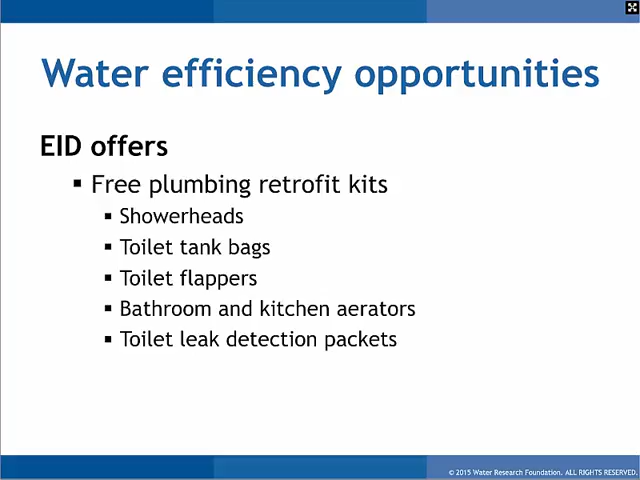 Water efficiency opportunities
EID offers
▪ Free plumbing retrofit kits
▪ Showerheads
▪ Toilet tank bags
▪ Toilet flappers
▪ Bathroom and kitchen aerators
▪ Toilet leak detection packets
© 2015 Water Research Foundation. ALL RIGHTS RESERVED.